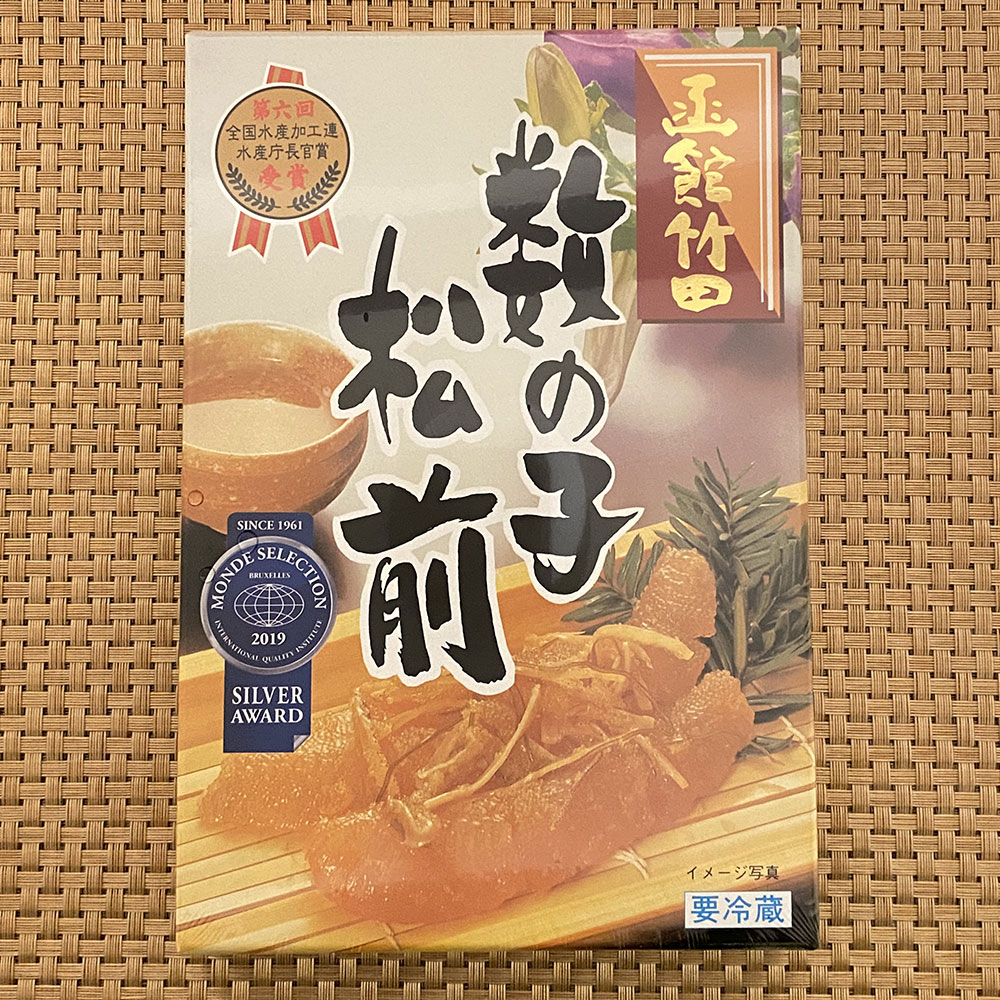 函館竹田
第六回
全国水産加工連
水産庁長官賞
受賞
数の子
松前
SINCE 1961
MONDE SELECTION
BRUXELLES
2019
INTERNATIONAL QUALITY INSTITUTE
SILVER
AWARD
イメージ写真
要冷蔵